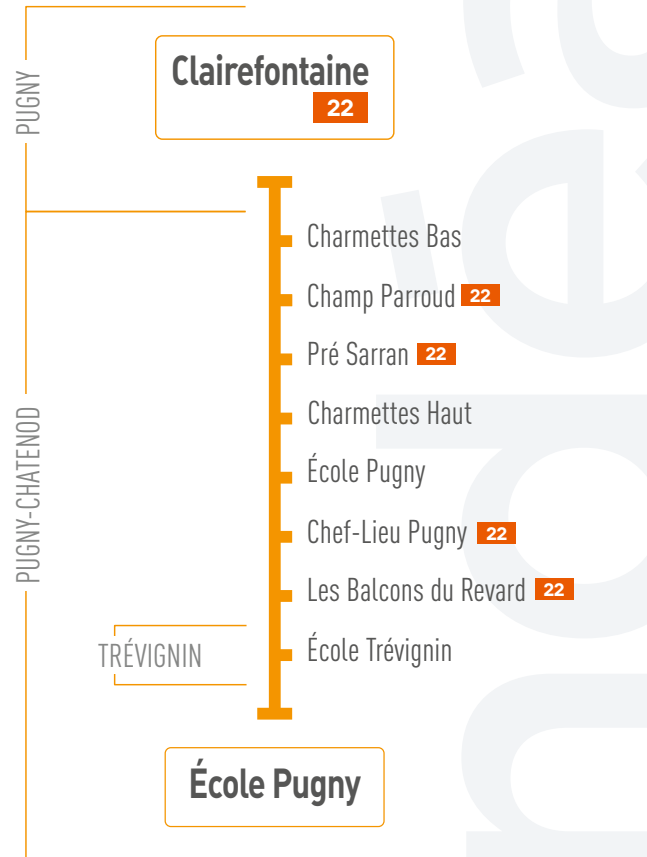 PUGNY
Clairefontaine
22
Charmettes Bas
Champ Parroud 22
Pré Sarran 22
Charmettes Haut
PUGNY-CHATENOD
École Pugny
Chef-Lieu Pugny 22
Les Balcons du Revard 22
TRÉVIGNIN
École Trévignin
École Pugny